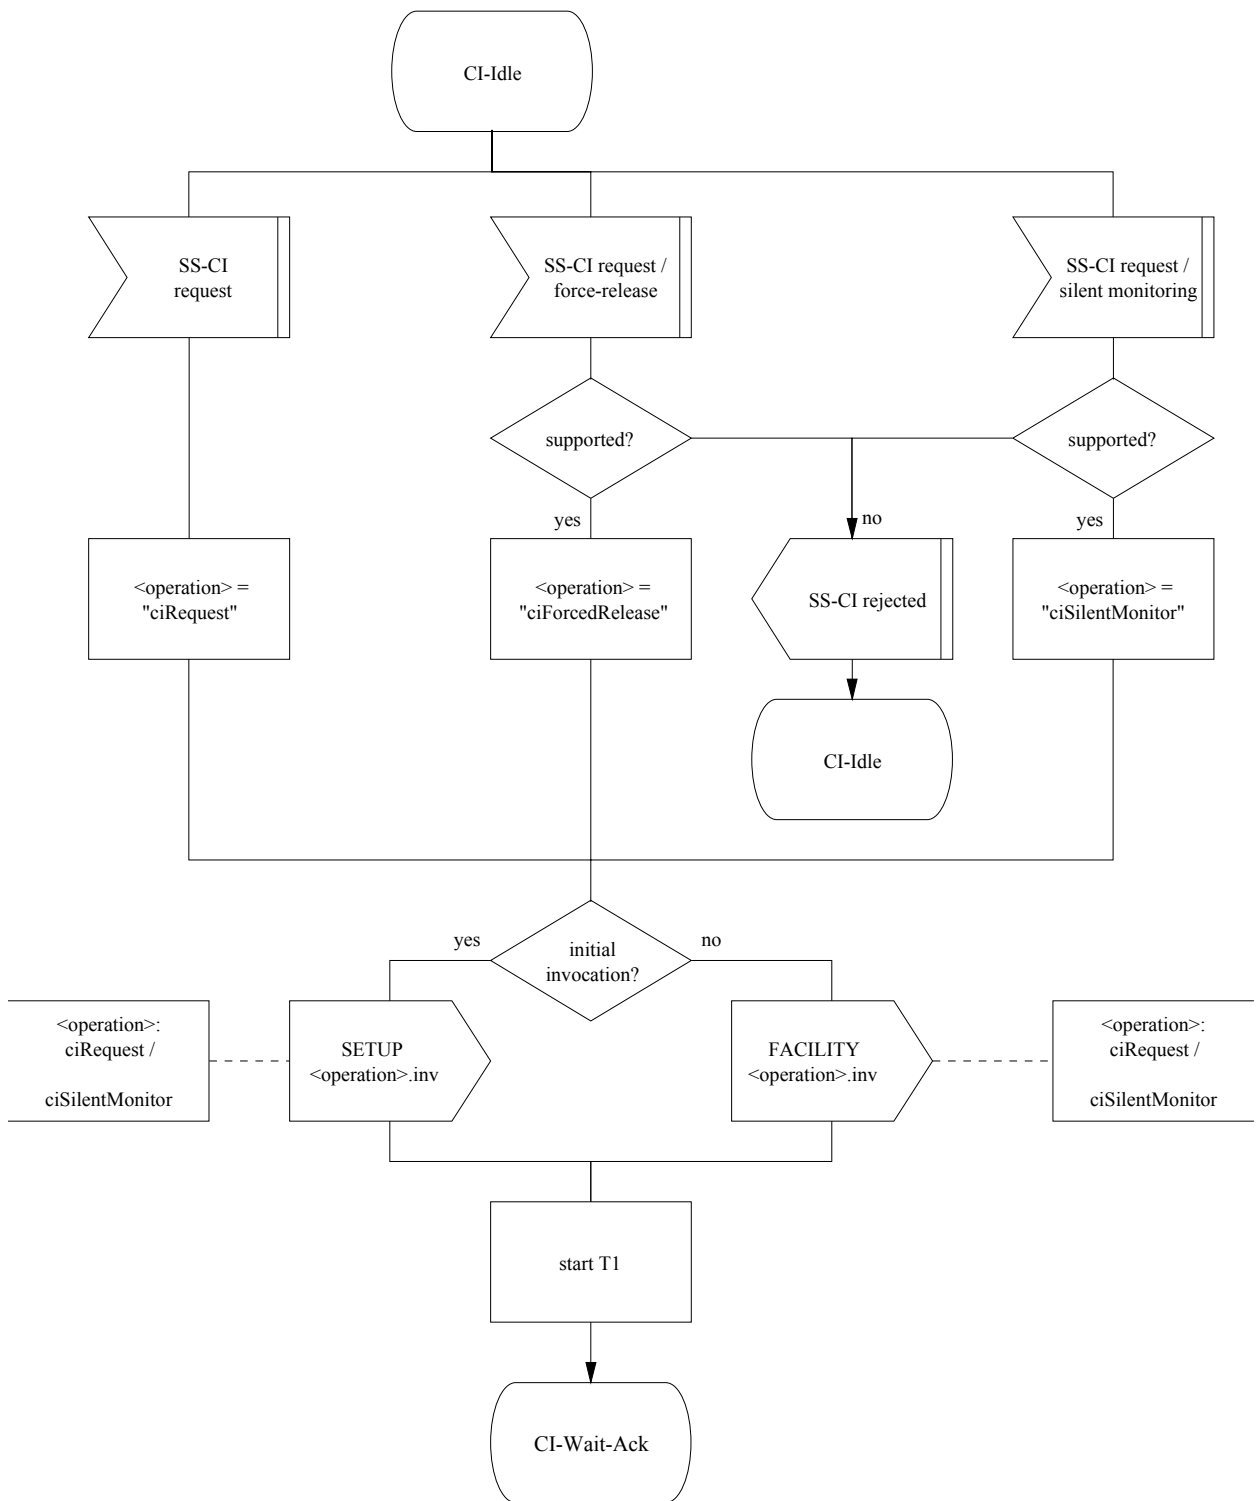 CI-Idle
SS-CI
request
SS-CI request /
force-release
SS-CI request /
silent monitoring
supported?
supported?
yes
no
yes
<operation> =
"ciRequest"
<operation> =
"ciForcedRelease"
SS-CI rejected
<operation> =
"ciSilentMonitor"
CI-Idle
yes
initial
invocation?
no
<operation>:
ciRequest /
ciSilentMonitor
SETUP
<operation>.inv
FACILITY
<operation>.inv
<operation>:
ciRequest /
ciSilentMonitor
start T1
CI-Wait-Ack